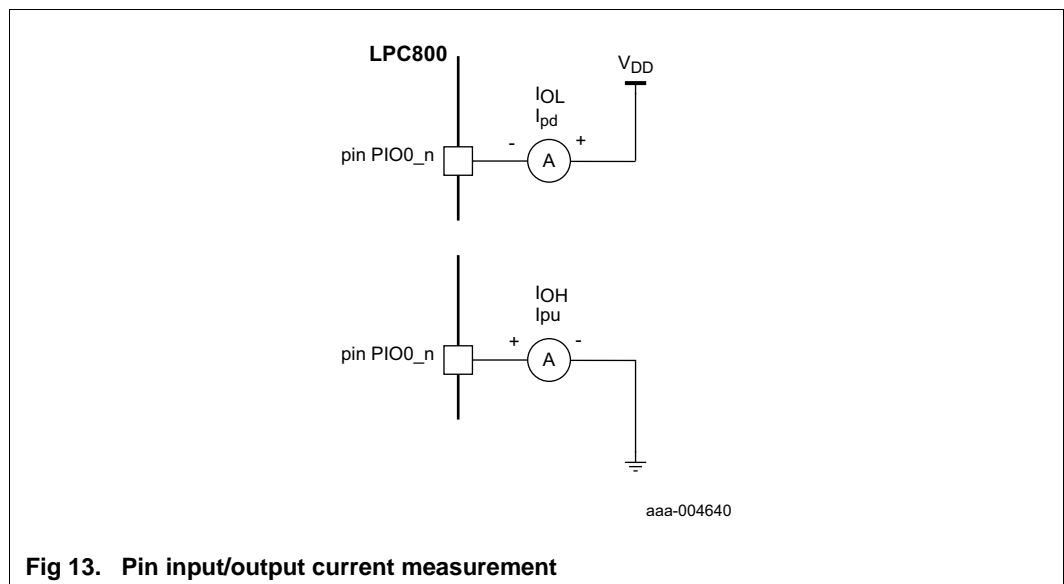 LPC800
VDD
IOL
Ipd
- +
pin PIO0_n
A
IOH
Ipu
+ -
pin PIO0_n
A
aaa-004640
Fig 13. Pin input/output current measurement